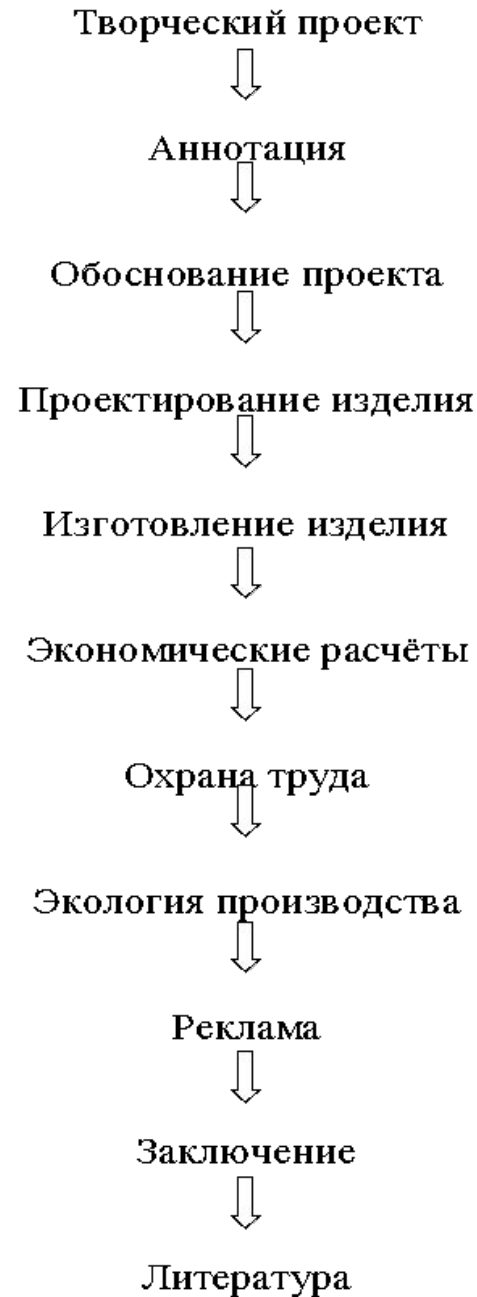 Творческий проект
Аннотация
Обоснование проекта
Проектирование изделия
Изготовление изделия
Экономические расчёты
Охрана труда
Экология производства
Реклама
Заключение
Литература